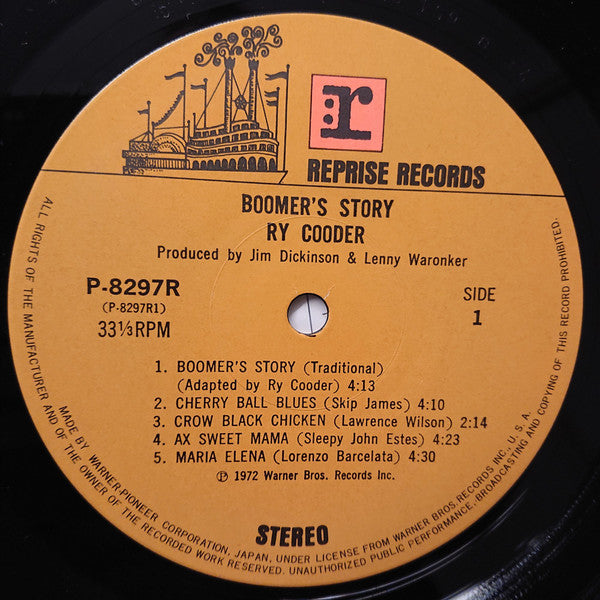 :r
REPRISE RECORDS
BOOMER'S STORY
RY COODER
Produced by Jim Dickinson & Lenny Waronker
P-8297R
(P-8297R1)
33⅓RPM
SIDE
1
1. BOOMER'S STORY (Traditional)
(Adapted by Ry Cooder) 4:13
2. CHERRY BALL BLUES (Skip James) 4:10
3. CROW BLACK CHICKEN (Lawrence Wilson) 2:14
4. AX SWEET MAMA (Sleepy John Estes) 4:23
5. MARIA ELENA (Lorenzo Barcelata) 4:30
Ⓟ 1972 Warner Bros. Records Inc.
STEREO
ALL RIGHTS OF THE MANUFACTURER AND OF THE OWNER OF THE RECORDED WORK RESERVED. UNAUTHORIZED PUBLIC PERFORMANCE, BROADCASTING AND COPYING OF THIS RECORD PROHIBITED.
MADE BY WARNER-PIONEER CORPORATION, JAPAN, UNDER LICENSE FROM WARNER BROS. RECORDS INC., U.S.A.